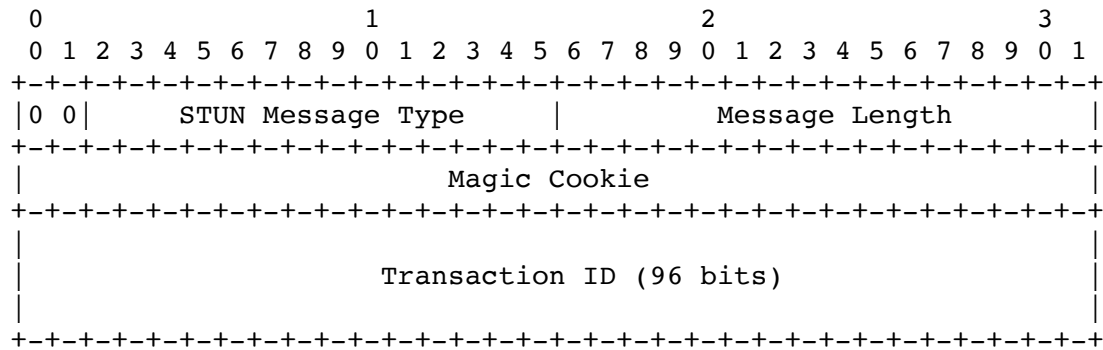 0                   1                   2                   3
 0 1 2 3 4 5 6 7 8 9 0 1 2 3 4 5 6 7 8 9 0 1 2 3 4 5 6 7 8 9 0 1
+-+-+-+-+-+-+-+-+-+-+-+-+-+-+-+-+-+-+-+-+-+-+-+-+-+-+-+-+-+-+-+-+
|0 0|     STUN Message Type     |         Message Length        |
+-+-+-+-+-+-+-+-+-+-+-+-+-+-+-+-+-+-+-+-+-+-+-+-+-+-+-+-+-+-+-+-+
|                         Magic Cookie                          |
+-+-+-+-+-+-+-+-+-+-+-+-+-+-+-+-+-+-+-+-+-+-+-+-+-+-+-+-+-+-+-+-+
|                                                               |
|                     Transaction ID (96 bits)                  |
|                                                               |
+-+-+-+-+-+-+-+-+-+-+-+-+-+-+-+-+-+-+-+-+-+-+-+-+-+-+-+-+-+-+-+-+